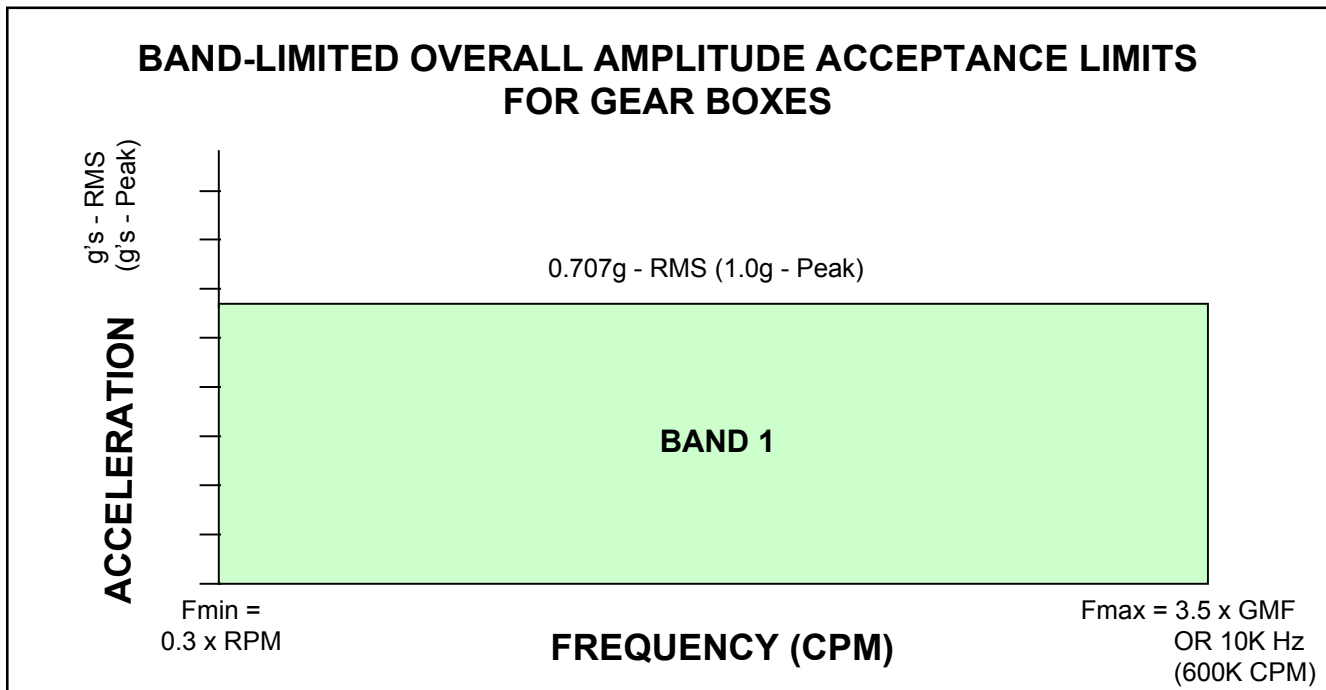 BAND-LIMITED OVERALL AMPLITUDE ACCEPTANCE LIMITS
FOR GEAR BOXES
g's - RMS
(g's - Peak)
0.707g - RMS (1.0g - Peak)
ACCELERATION
BAND 1
Fmin =
0.3 x RPM
FREQUENCY (CPM)
Fmax = 3.5 x GMF
OR 10K Hz
(600K CPM)